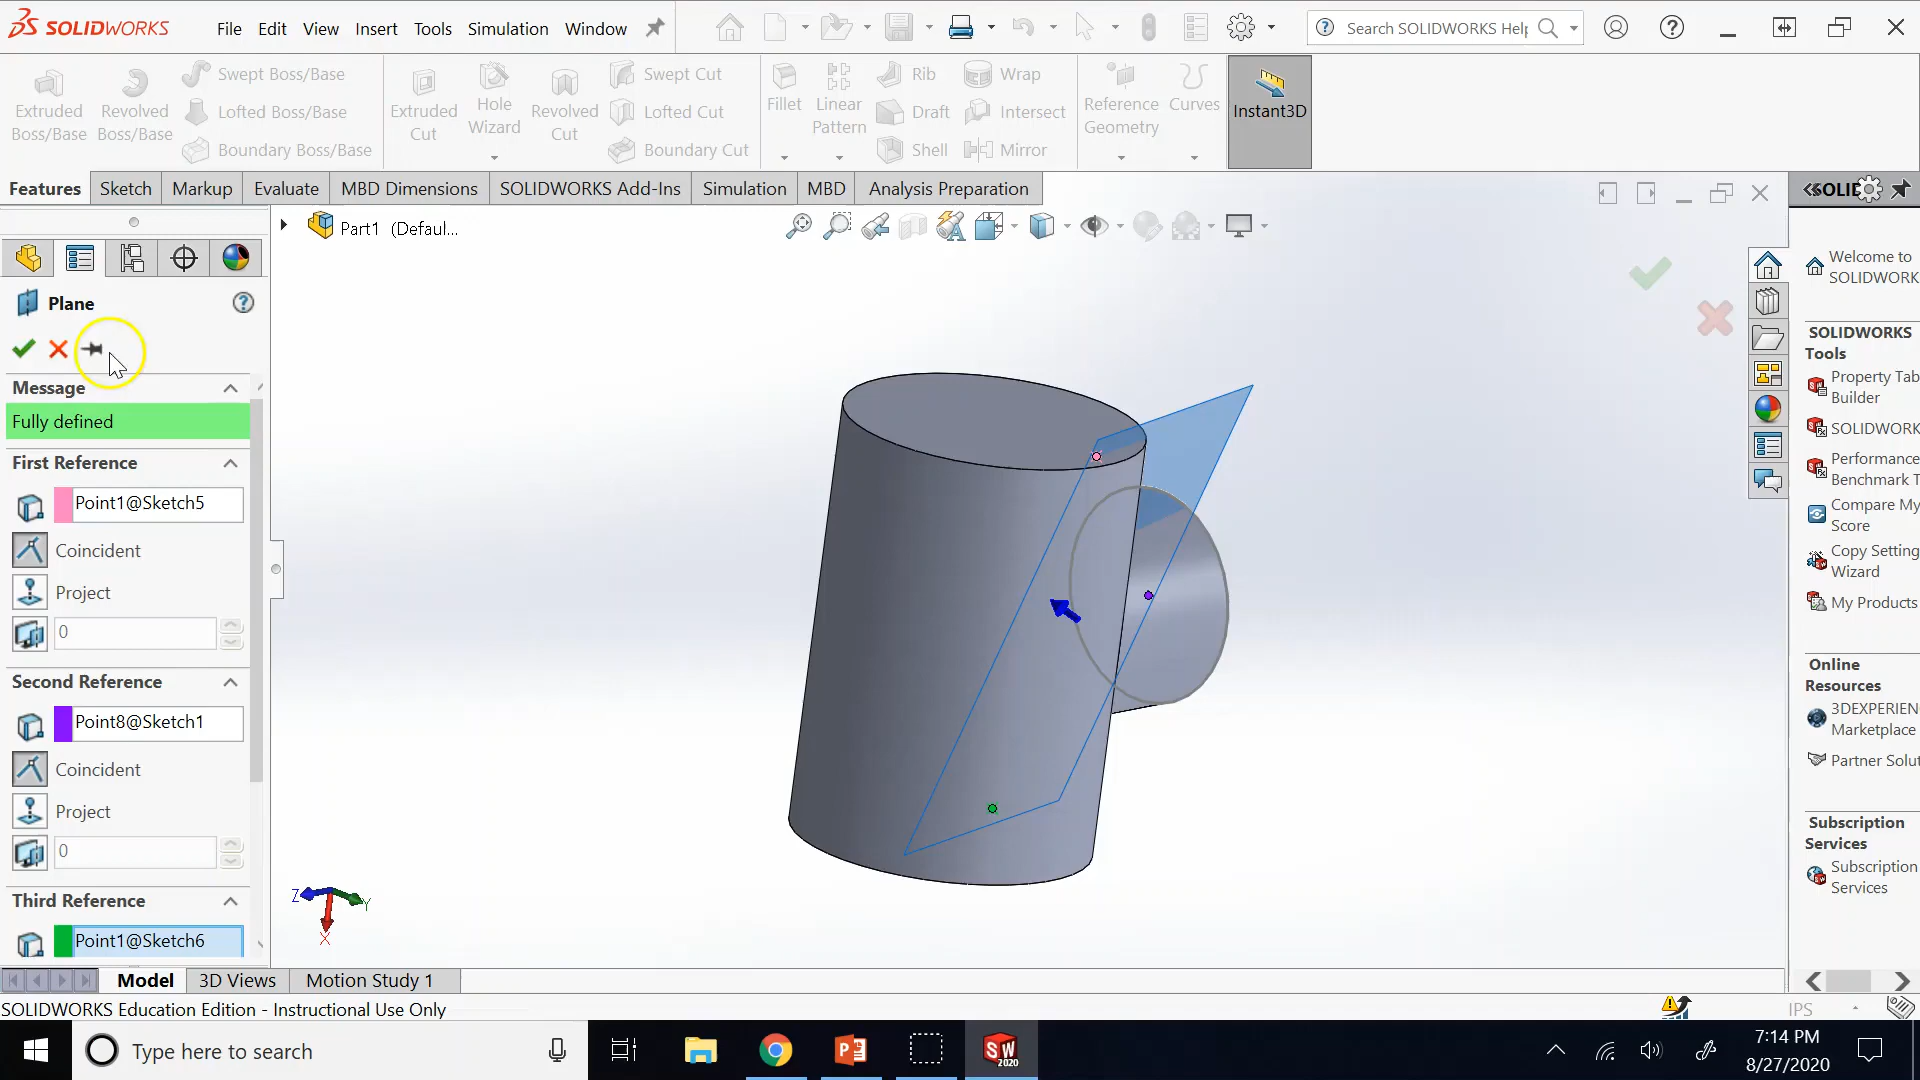 SOLIDWORKS File Edit View Insert Tools Simulation Window Search SOLIDWORKS Help
Extruded Boss/Base
Revolved Boss/Base
Swept Boss/Base
Lofted Boss/Base
Boundary Boss/Base
Extruded Cut
Hole Wizard
Revolved Cut
Swept Cut
Lofted Cut
Boundary Cut
Fillet
Linear Pattern
Rib
Draft
Shell
Wrap
Intersect
Mirror
Reference Geometry
Curves
Instant3D
Features Sketch Markup Evaluate MBD Dimensions SOLIDWORKS Add-Ins Simulation MBD Analysis Preparation
Part1 (Defaul...
Plane
Message
Fully defined
First Reference
Point1@Sketch5
Coincident
Project
0
Second Reference
Point8@Sketch1
Coincident
Project
0
Third Reference
Point1@Sketch6
Z
Y
X
SOLI
Welcome to
SOLIDWORKS
SOLIDWORKS
Tools
Property Tab
Builder
SOLIDWORK
Performance
Benchmark T
Compare My
Score
Copy Setting
Wizard
My Products
Online
Resources
3DEXPERIEN
Marketplace
Partner Solu
Subscription
Services
Subscription
Services
Model 3D Views Motion Study 1
SOLIDWORKS Education Edition - Instructional Use Only
IPS
Type here to search
SW
2020
7:14 PM
8/27/2020